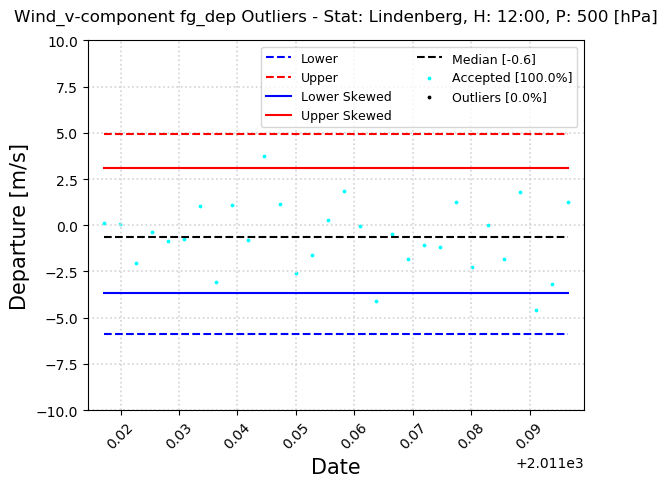 Wind_v-component fg_dep Outliers - Stat: Lindenberg, H: 12:00, P: 500 [hPa]
Departure [m/s]
10.0
7.5
5.0
2.5
0.0
−2.5
−5.0
−7.5
−10.0
Lower
Upper
Lower Skewed
Upper Skewed
Median [-0.6]
Accepted [100.0%]
Outliers [0.0%]
0.02
0.03
0.04
0.05
0.06
0.07
0.08
0.09
+2.011e3
Date